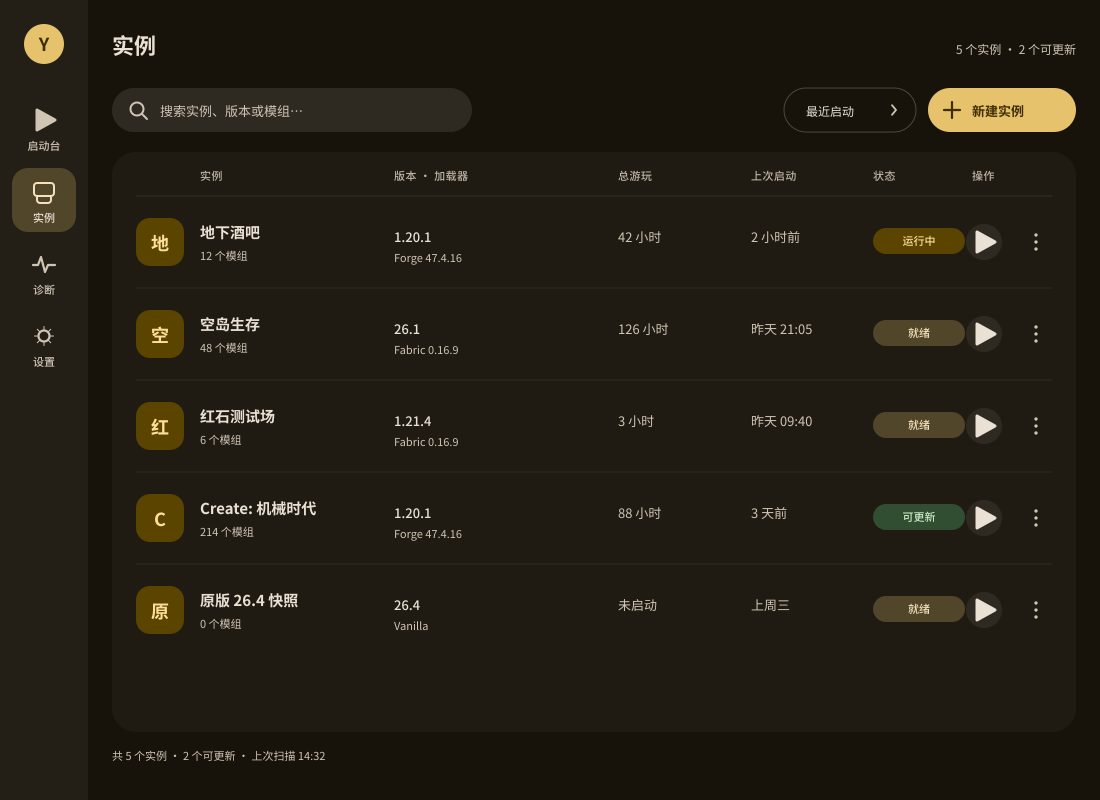 Y
启动台
实例
诊断
设置
实例
5 个实例 • 2 个可更新
搜索实例、版本或模组…
最近启动
新建实例
实例 版本 • 加载器 总游玩 上次启动 状态 操作
地 地下酒吧 1.20.1 42 小时 2 小时前 运行中
12 个模组 Forge 47.4.16
空 空岛生存 26.1 126 小时 昨天 21:05 就绪
48 个模组 Fabric 0.16.9
红 红石测试场 1.21.4 3 小时 昨天 09:40 就绪
6 个模组 Fabric 0.16.9
C Create: 机械时代 1.20.1 88 小时 3 天前 可更新
214 个模组 Forge 47.4.16
原 原版 26.4 快照 26.4 未启动 上周三 就绪
0 个模组 Vanilla
共 5 个实例 • 2 个可更新 • 上次扫描 14:32